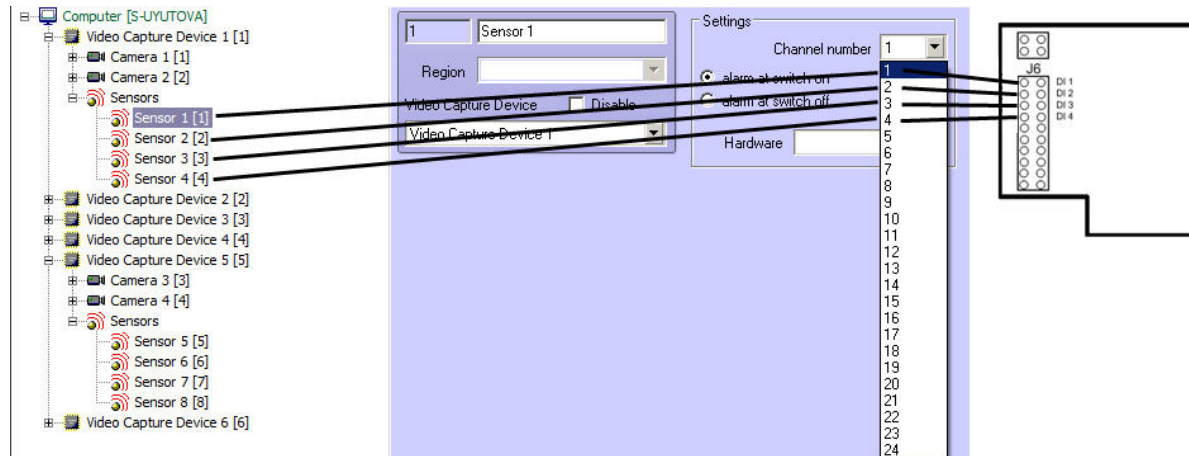 Computer [S-UYUTOVA]
Video Capture Device 1 [1]
Camera 1 [1]
Camera 2 [2]
Sensors
Sensor 1 [1]
Sensor 2 [2]
Sensor 3 [3]
Sensor 4 [4]
Video Capture Device 2 [2]
Video Capture Device 3 [3]
Video Capture Device 4 [4]
Video Capture Device 5 [5]
Camera 3 [3]
Camera 4 [4]
Sensors
Sensor 5 [5]
Sensor 6 [6]
Sensor 7 [7]
Sensor 8 [8]
Video Capture Device 6 [6]
1 Sensor 1
Region
Video Capture Device Disable
Video Capture Device 1
Settings
Channel number 1
alarm at switch on
alarm at switch off
Hardware
1
2
3
4
5
6
7
8
9
10
11
12
13
14
15
16
17
18
19
20
21
22
23
24
J6
DI 1
DI 2
DI 3
DI 4